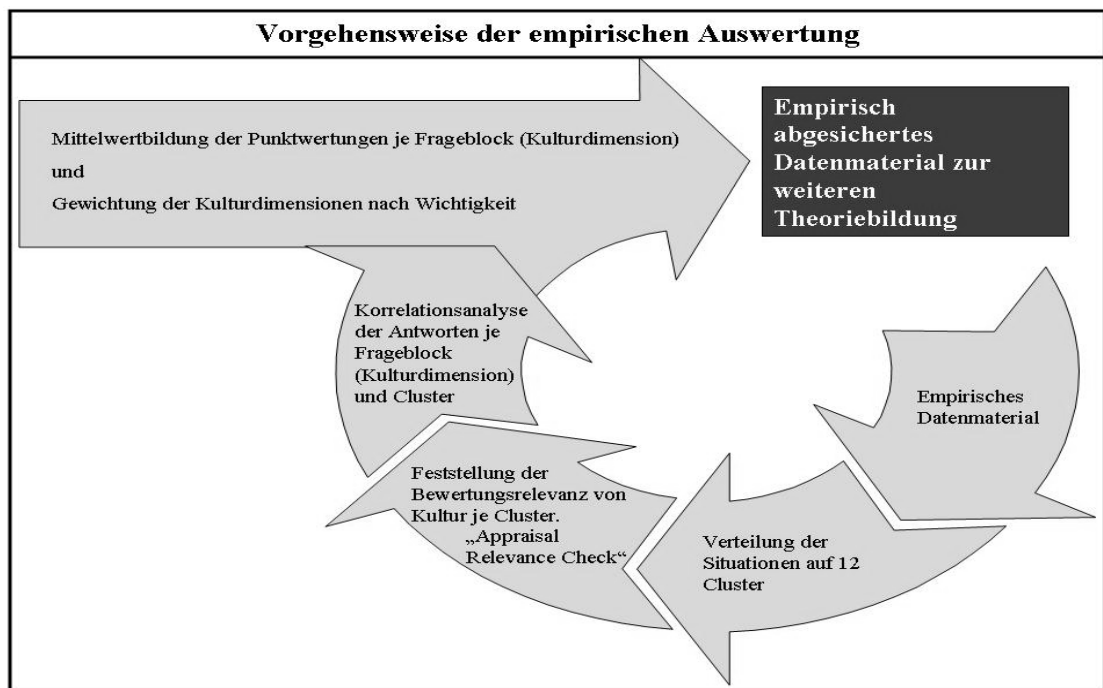 Vorgehensweise der empirischen Auswertung
Mittelwertbildung der Punktwertungen je Frageblock (Kulturdimension)
und
Gewichtung der Kulturdimensionen nach Wichtigkeit
Empirisch
abgesichertes
Datenmaterial zur
weiteren
Theoriebildung
Korrelationsanalyse
der Antworten je
Frageblock
(Kulturdimension)
und Cluster
Empirisches
Datenmaterial
Feststellung der
Bewertungsrelevanz von
Kultur je Cluster.
„Appraisal
Relevance Check“
Verteilung der
Situationen auf 12
Cluster